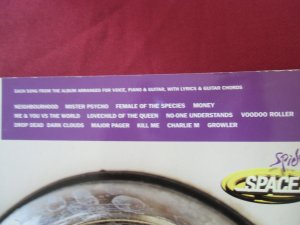 EACH SONG FROM THE ALBUM ARRANGED FOR VOICE, PIANO & GUITAR, WITH LYRICS & GUITAR CHORDS
NEIGHBOURHOOD MISTER PSYCHO FEMALE OF THE SPECIES MONEY
ME & YOU VS THE WORLD LOVECHILD OF THE QUEEN NO-ONE UNDERSTANDS VOODOO ROLLER
DROP DEAD DARK CLOUDS MAJOR PAGER KILL ME CHARLIE M GROWLER
Spid
SPACE